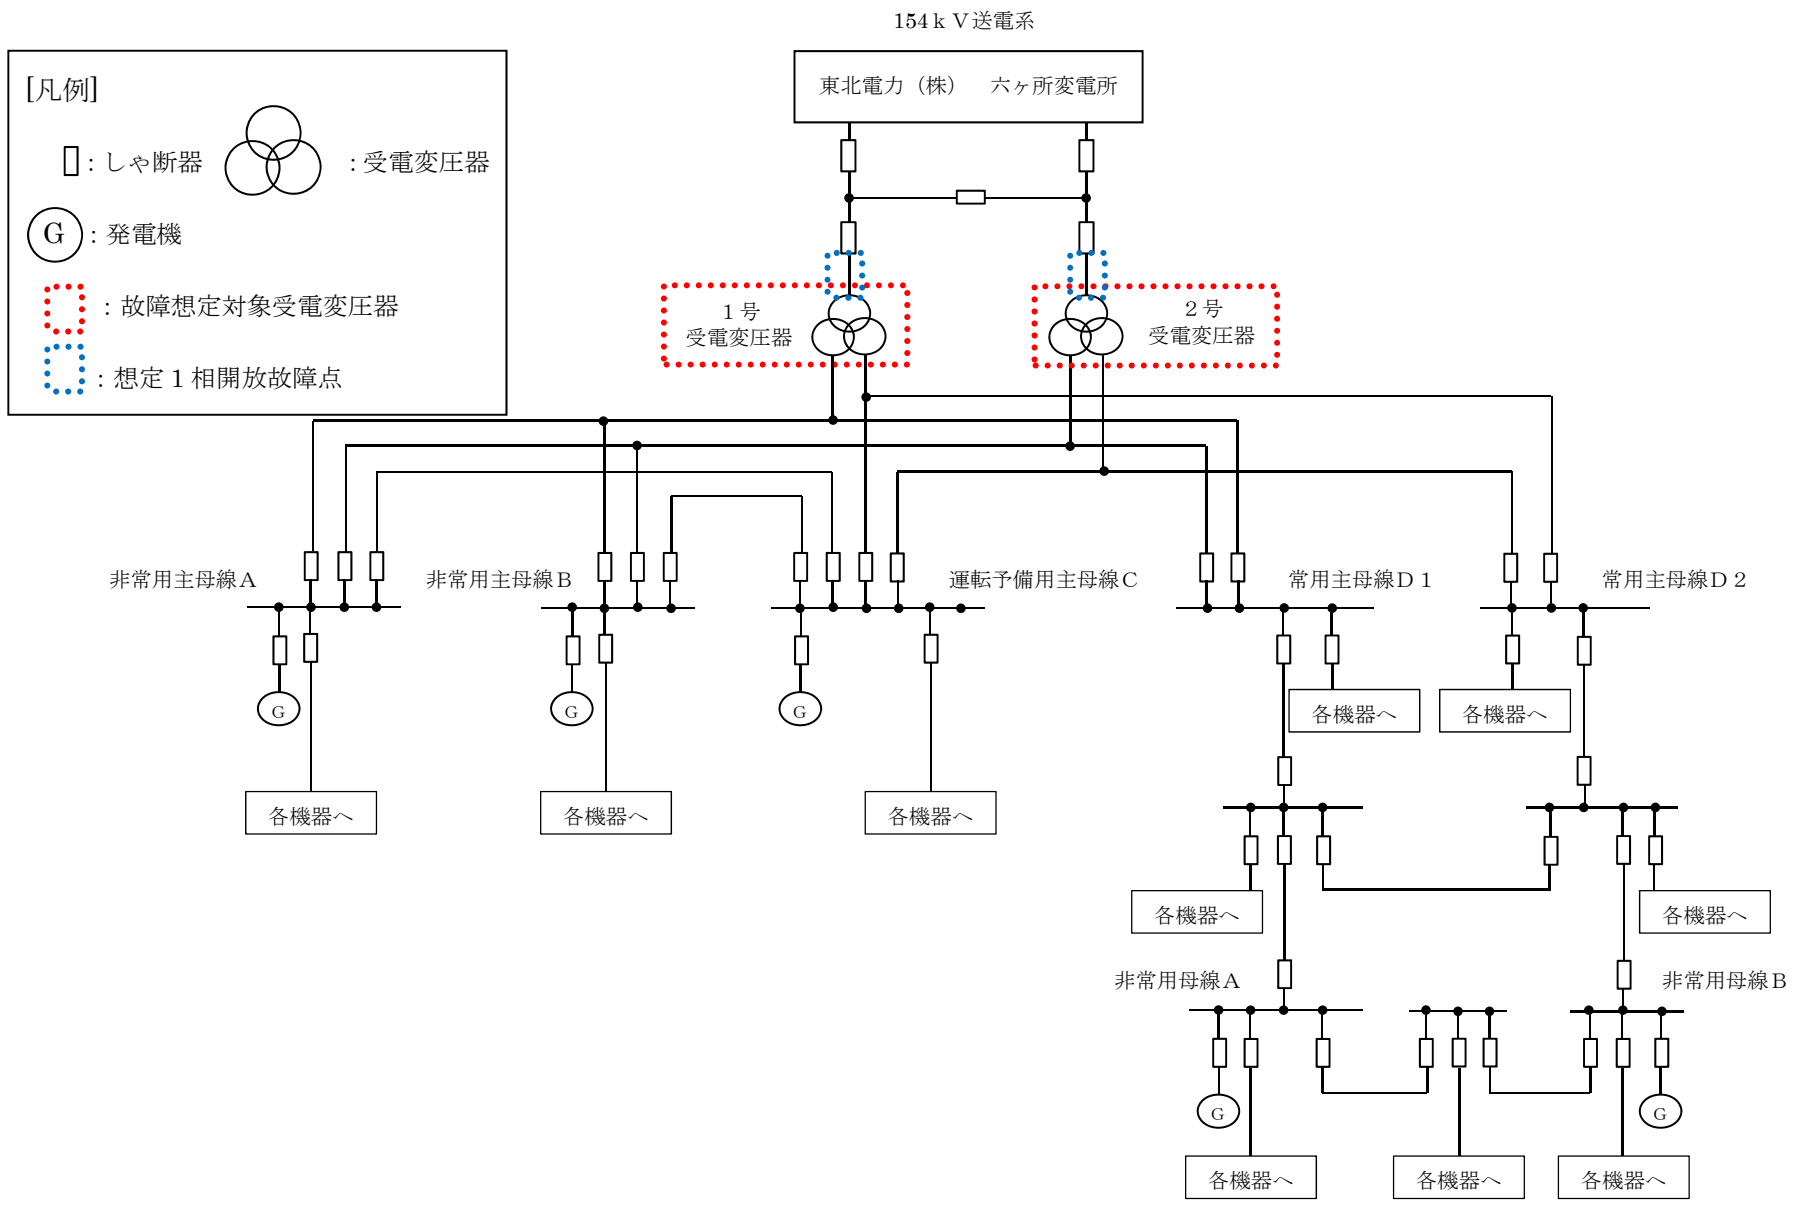 154ｋＶ送電系
東北電力（株）　六ヶ所変電所
[凡例]
：しゃ断器
：受電変圧器
G
：発電機
：故障想定対象受電変圧器
：想定１相開放故障点
１号
受電変圧器
２号
受電変圧器
非常用主母線Ａ
非常用主母線Ｂ
運転予備用主母線Ｃ
常用主母線Ｄ１
常用主母線Ｄ２
G
G
G
各機器へ
各機器へ
各機器へ
各機器へ
各機器へ
各機器へ
各機器へ
非常用母線Ａ
非常用母線Ｂ
G
G
各機器へ
各機器へ
各機器へ